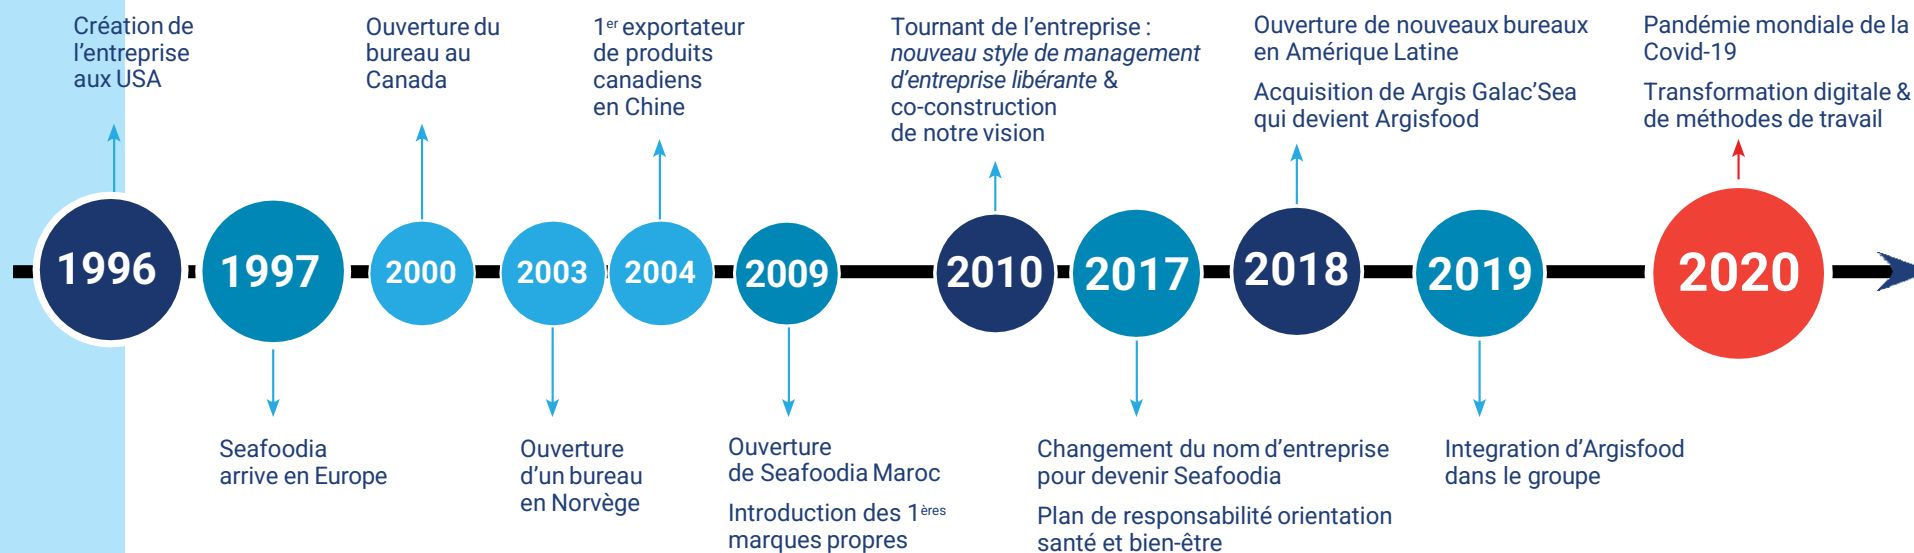 Création de
l’entreprise
aux USA
Ouverture du
bureau au
Canada
1er exportateur
de produits
canadiens
en Chine
Tournant de l’entreprise :
nouveau style de management
d’entreprise libérante &
co-construction
de notre vision
Ouverture de nouveaux bureaux
en Amérique Latine
Acquisition de Argis Galac’Sea
qui devient Argisfood
Pandémie mondiale de la
Covid-19
Transformation digitale &
de méthodes de travail
1996
1997
2000
2003
2004
2009
2010
2017
2018
2019
2020
Seafoodia
arrive en Europe
Ouverture
d’un bureau
en Norvège
Ouverture
de Seafoodia Maroc
Introduction des 1ères
marques propres
Changement du nom d’entreprise
pour devenir Seafoodia
Plan de responsabilité orientation
santé et bien-être
Integration d’Argisfood
dans le groupe